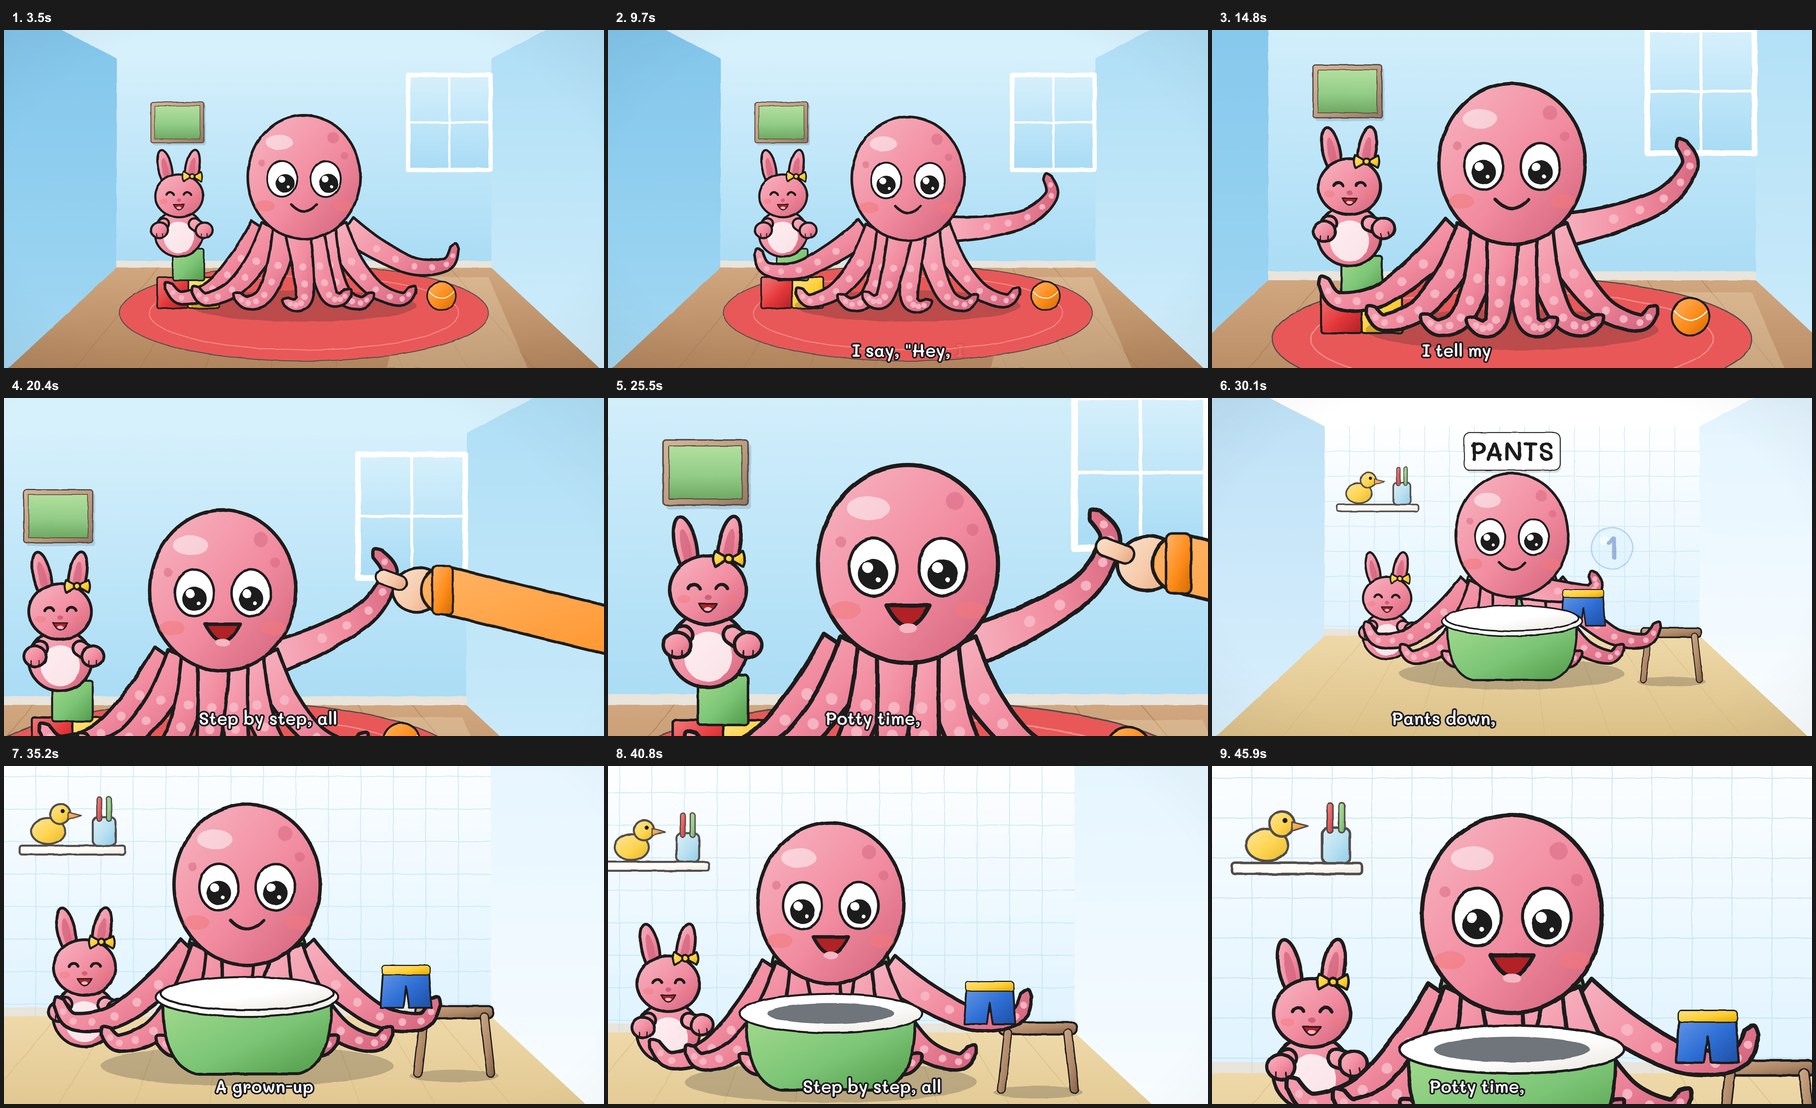 1. 3.5s
2. 9.7s
I say, "Hey,
3. 14.8s
I tell my
4. 20.4s
Step by step, all
5. 25.5s
Potty time,
6. 30.1s
PANTS
1
Pants down,
7. 35.2s
A grown-up
8. 40.8s
Step by step, all
9. 45.9s
Potty time,